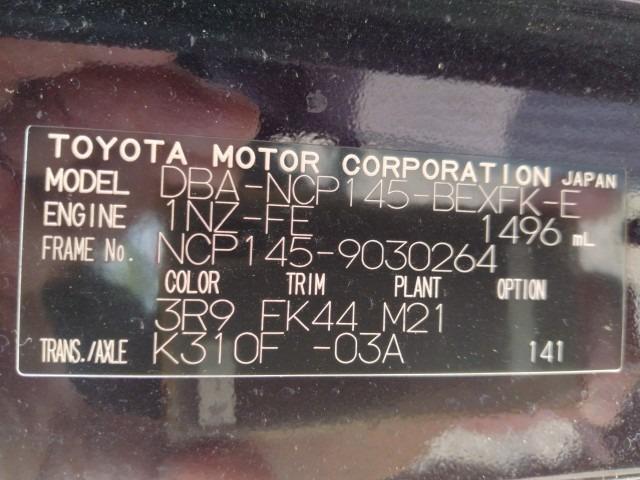 TOYOTA MOTOR CORPORATION JAPAN
MODEL DBA-NCP145-BEXFK-E
ENGINE 1NZ-FE 1496 mL
FRAME No. NCP145-9030264
COLOR TRIM PLANT OPTION
3R9 FK44 M21
TRANS./AXLE K310F -03A 141